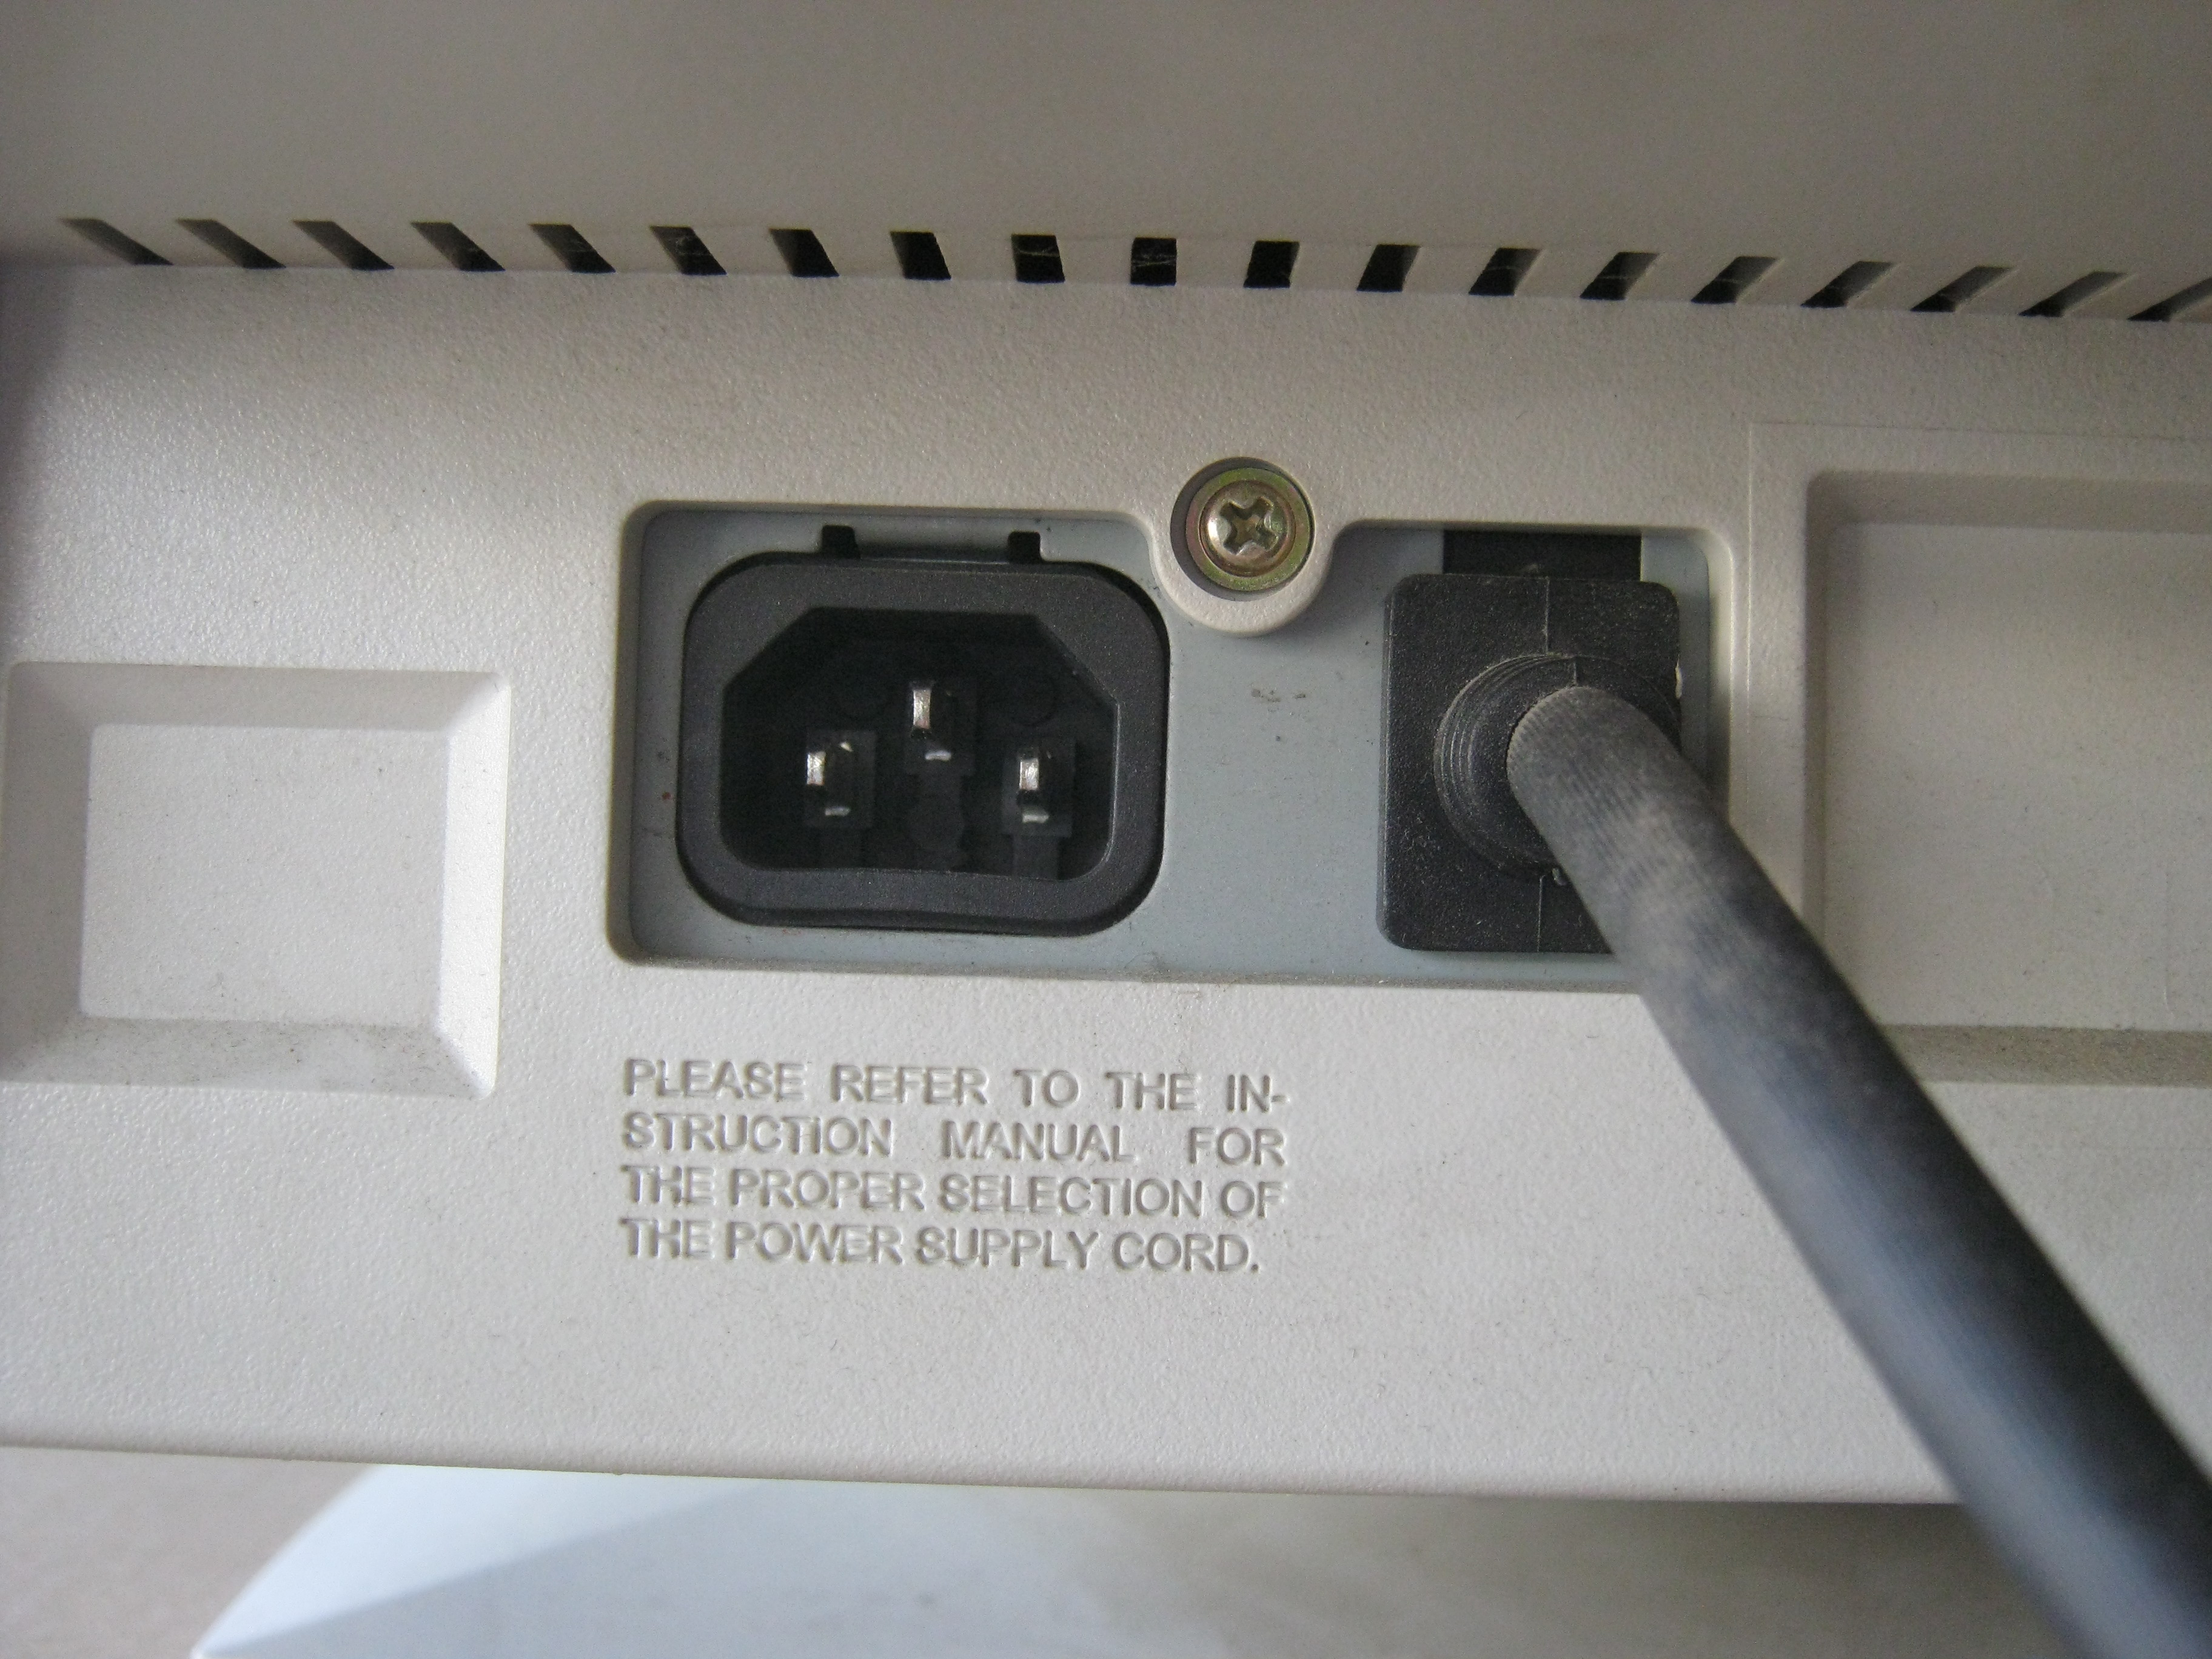 PLEASE REFER TO THE IN-
STRUCTION MANUAL FOR
THE PROPER SELECTION OF
THE POWER SUPPLY CORD.